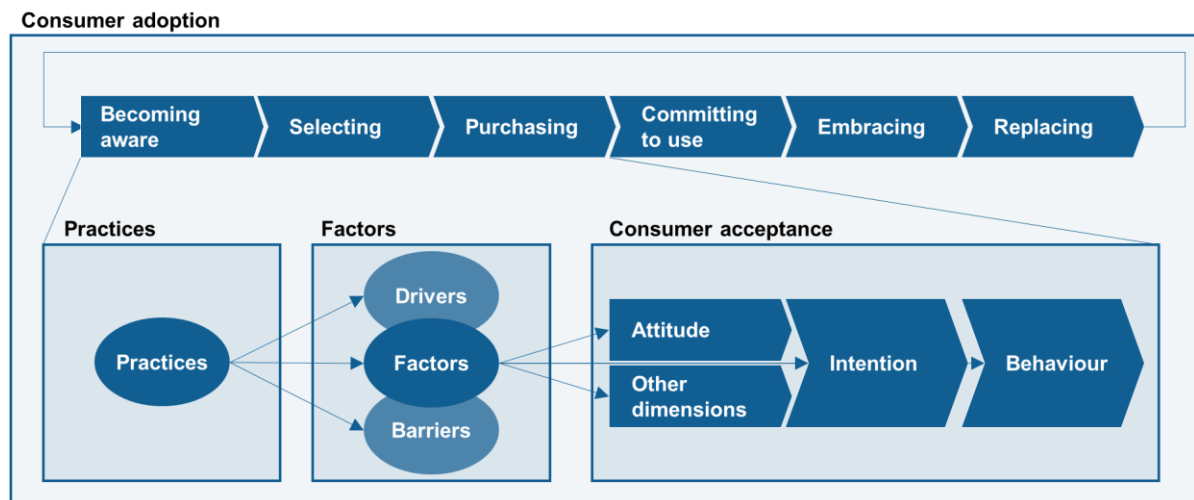 Consumer adoption
Becoming
aware
Selecting
Purchasing
Committing
to use
Embracing
Replacing
Practices
Factors
Consumer acceptance
Practices
Drivers
Factors
Barriers
Attitude
Other
dimensions
Intention
Behaviour